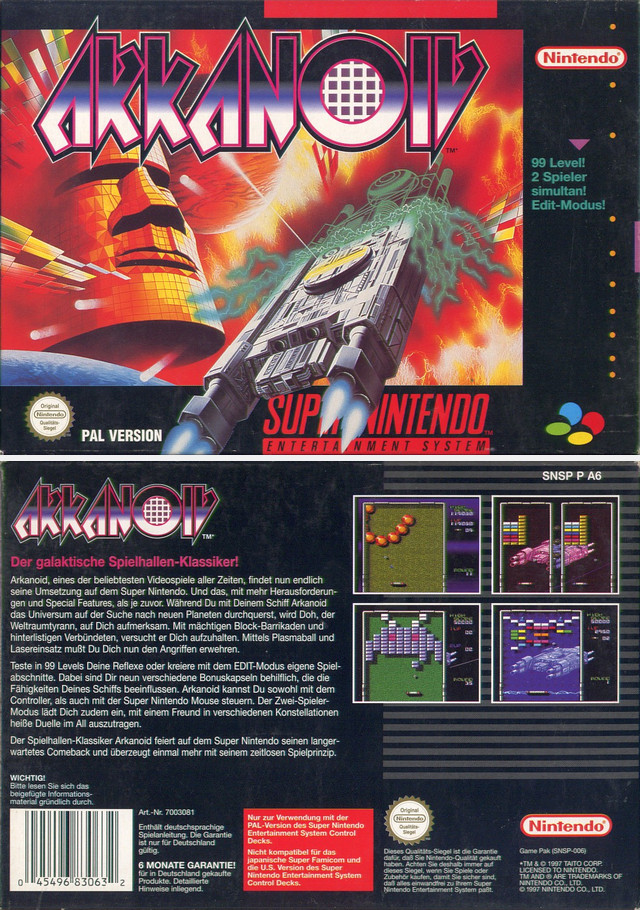 ARKANOID
TM
Nintendo®
99 Level!
2 Spieler
simultan!
Edit-Modus!
Original
Nintendo
Qualitäts-
Siegel
PAL VERSION
SUPER NINTENDO
ENTERTAINMENT SYSTEM
TM
SNSP P A6
ARKANOID
TM
Der galaktische Spielhallen-Klassiker!
Arkanoid, eines der beliebtesten Videospiele aller Zeiten, findet nun endlich
seine Umsetzung auf dem Super Nintendo. Und das, mit mehr Herausforderun-
gen und Special Features, als je zuvor. Während Du mit Deinem Schiff Arkanoid
das Universum auf der Suche nach neuen Planeten durchquerst, wird Doh, der
Weltraumtyrann, auf Dich aufmerksam. Mit mächtigen Block-Barrikaden und
hinterlistigen Verbündeten, versucht er Dich aufzuhalten. Mittels Plasmaball und
Lasereinsatz mußt Du Dich nun den Angriffen erwehren.
Teste in 99 Levels Deine Reflexe oder kreiere mit dem EDIT-Modus eigene Spiel-
abschnitte. Dabei sind Dir neun verschiedene Bonuskapseln behilflich, die die
Fähigkeiten Deines Schiffs beeinflussen. Arkanoid kannst Du sowohl mit dem
Controller, als auch mit der Super Nintendo Mouse steuern. Der Zwei-Spieler-
Modus lädt Dich zudem ein, mit einem Freund in verschiedenen Konstellationen
heiße Duelle im All auszutragen.
Der Spielhallen-Klassiker Arkanoid feiert auf dem Super Nintendo seinen langer-
wartetes Comeback und überzeugt einmal mehr mit seinem zeitlosen Spielprinzip.
WICHTIG!
Bitte lesen Sie sich das
beigefügte Informations-
material gründlich durch.
0 45496 83063 2
Art.-Nr. 7003081
Enthält deutschsprachige
Spielanleitung. Die Garantie
ist nur für Deutschland
gültig.
6 MONATE GARANTIE!
für in Deutschland gekaufte
Produkte. Detaillierte
Hinweise inliegend.
Nur zur Verwendung mit der
PAL-Version des Super Nintendo
Entertainment System Control
Decks.
Nicht kompatibel für das
japanische Super Famicom und
die U.S. Version des Super
Nintendo Entertainment System
Control Decks.
Original
Nintendo
Qualitäts-
Siegel
Dieses Qualitäts-Siegel ist die Garantie
dafür, daß Sie Nintendo-Qualität gekauft
haben. Achten Sie deshalb immer auf
dieses Siegel, wenn Sie Spiele oder
Zubehör kaufen, damit Sie sicher sind,
daß alles einwandfrei zu Ihrem Super
Nintendo Entertainment System paßt.
Nintendo®
Game Pak (SNSP-006)
*TM & © 1997 TAITO CORP.
LICENSED TO NINTENDO.
TM AND ® ARE TRADEMARKS OF
NINTENDO CO., LTD.
© 1997 NINTENDO CO., LTD.